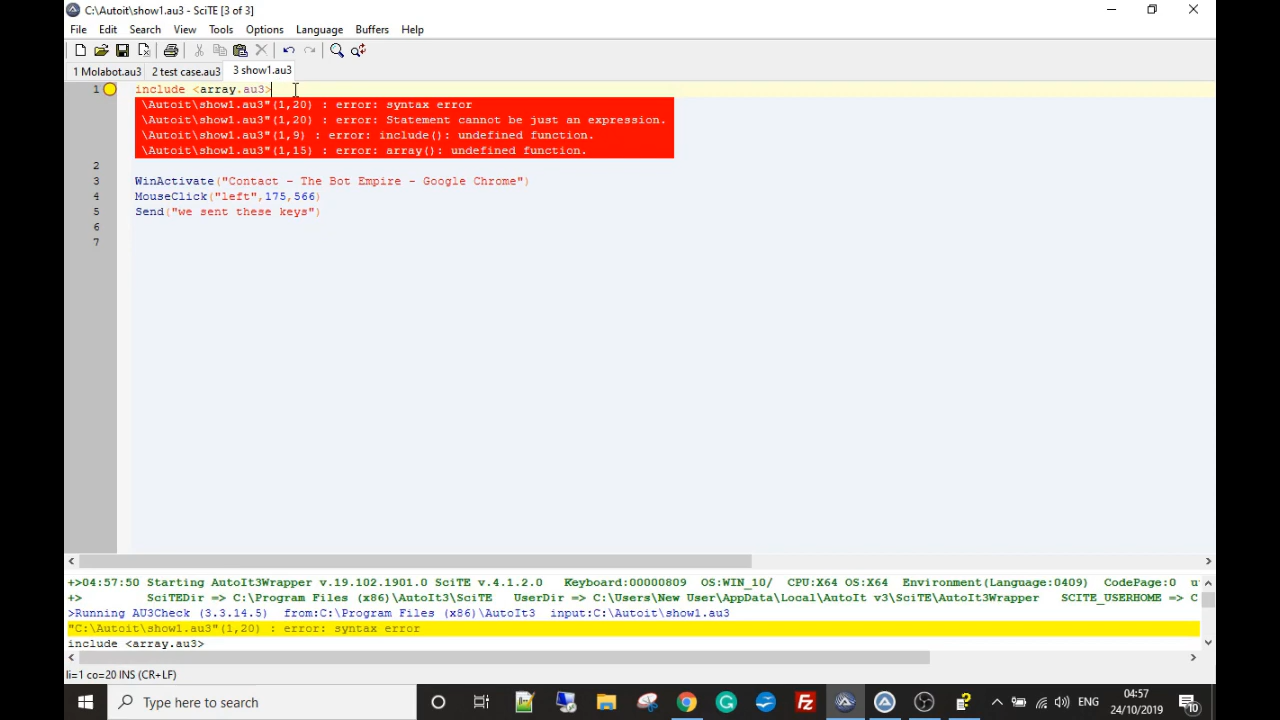 C:\Autoit\show1.au3 - SciTE [3 of 3]
File Edit Search View Tools Options Language Buffers Help
1 Molabot.au3 2 test case.au3 3 show1.au3
1 include <array.au3>
\Autoit\show1.au3"(1,20) : error: syntax error
\Autoit\show1.au3"(1,20) : error: Statement cannot be just an expression.
\Autoit\show1.au3"(1,9) : error: include(): undefined function.
\Autoit\show1.au3"(1,15) : error: array(): undefined function.
2
3 WinActivate("Contact - The Bot Empire - Google Chrome")
4 MouseClick("left",175,566)
5 Send("we sent these keys")
6
7
+>04:57:50 Starting AutoIt3Wrapper v.19.102.1901.0 SciTE v.4.1.2.0 Keyboard:00000809 OS:WIN_10/ CPU:X64 OS:X64 Environment(Language:0409) CodePage:0
+> SciTEDir => C:\Program Files (x86)\AutoIt3\SciTE UserDir => C:\Users\New User\AppData\Local\AutoIt v3\SciTE\AutoIt3Wrapper SCITE_USERHOME => C
>Running AU3Check (3.3.14.5) from:C:\Program Files (x86)\AutoIt3 input:C:\Autoit\show1.au3
"C:\Autoit\show1.au3"(1,20) : error: syntax error
include <array.au3>
li=1 co=20 INS (CR+LF)
Type here to search
ENG
04:57
24/10/2019
10